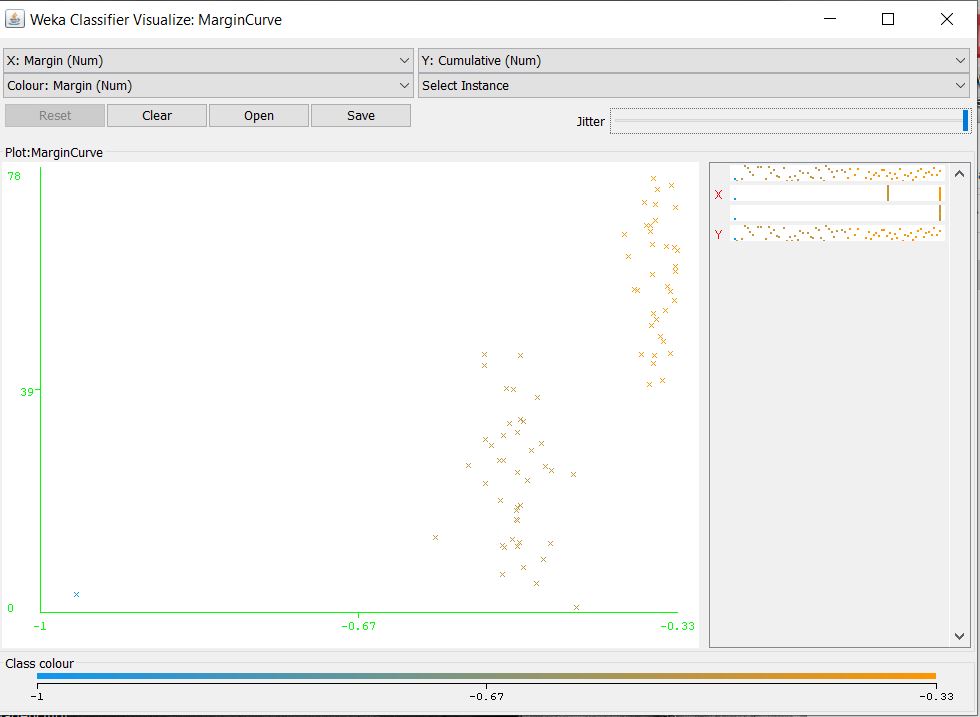 Weka Classifier Visualize: MarginCurve
X: Margin (Num) Y: Cumulative (Num)
Colour: Margin (Num) Select Instance
Reset Clear Open Save Jitter
Plot:MarginCurve
78
X
Y
39
0
-1 -0.67 -0.33
Class colour
-1 -0.67 -0.33